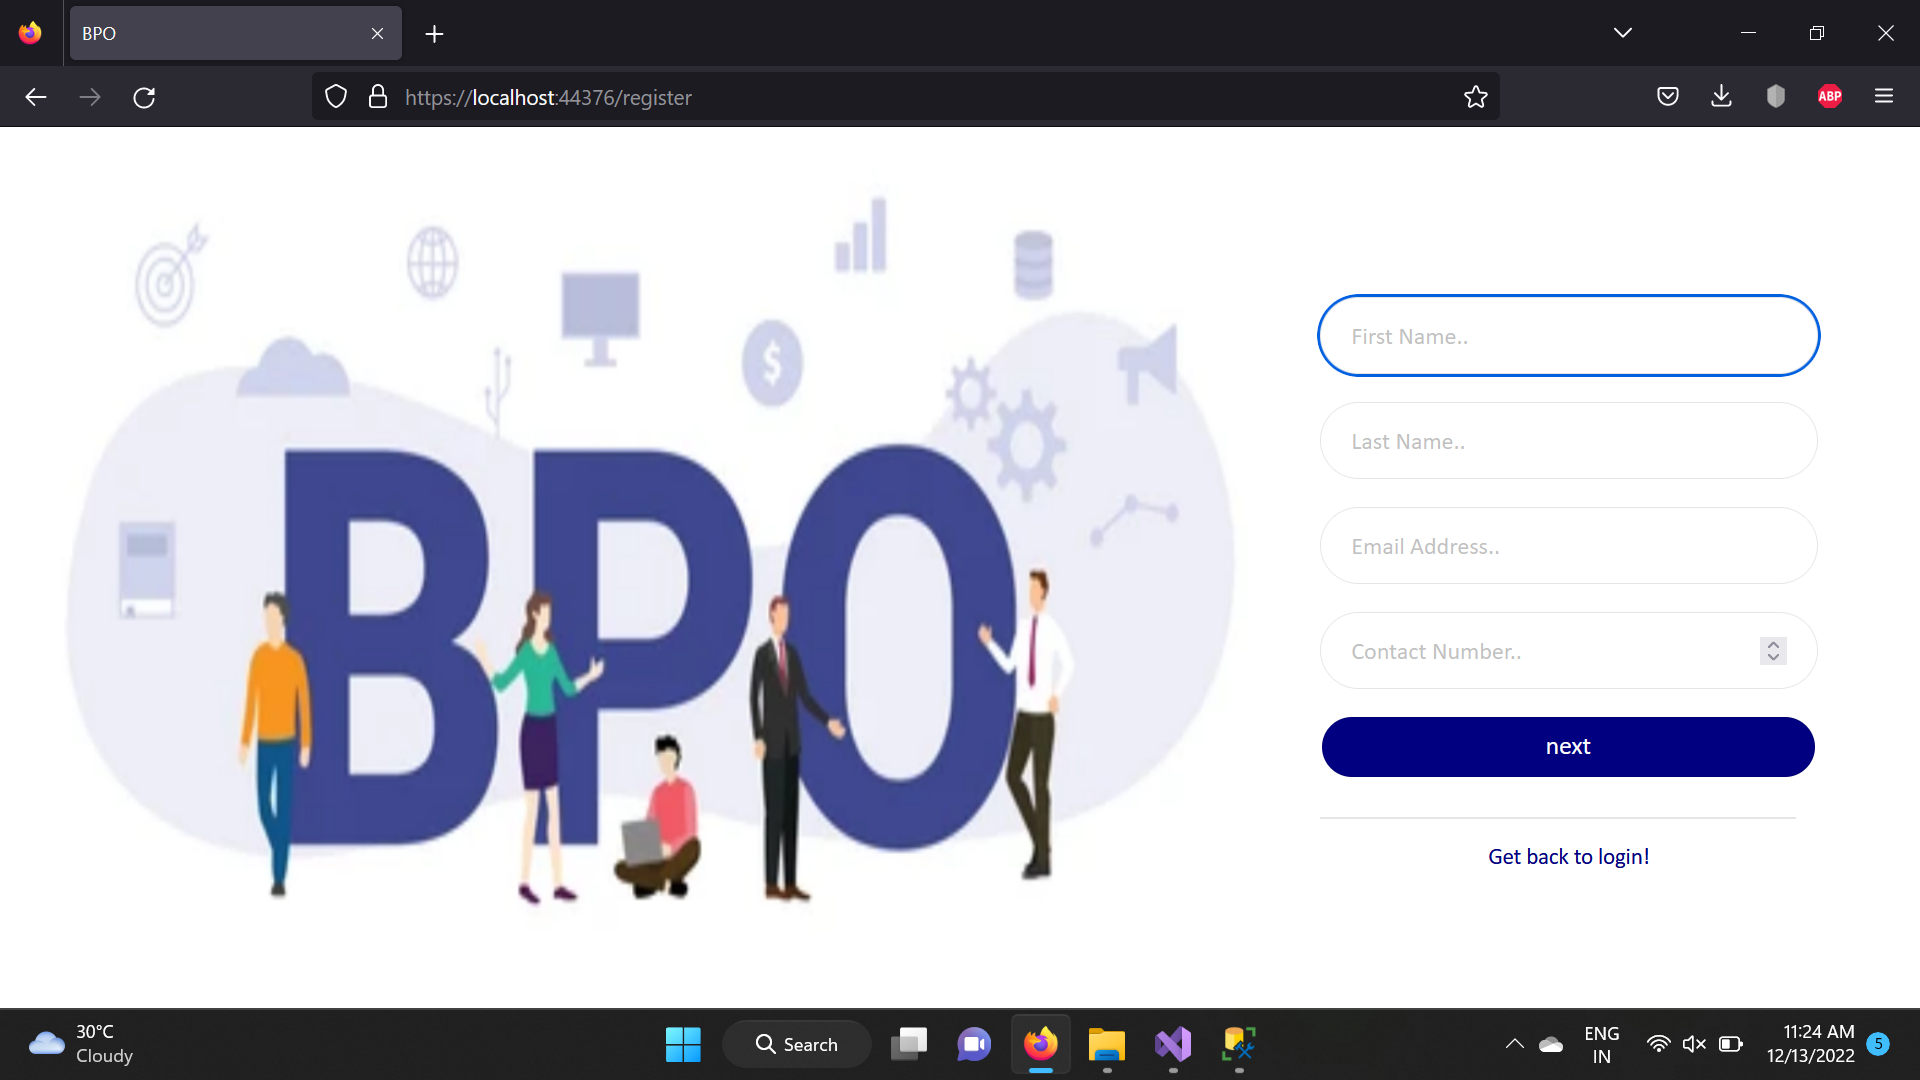 BPO
https://localhost:44376/register
ABP
$
BPO
First Name..
Last Name..
Email Address..
Contact Number..
next
Get back to login!
30°C
Cloudy
Search
ENG
IN
11:24 AM
12/13/2022
5